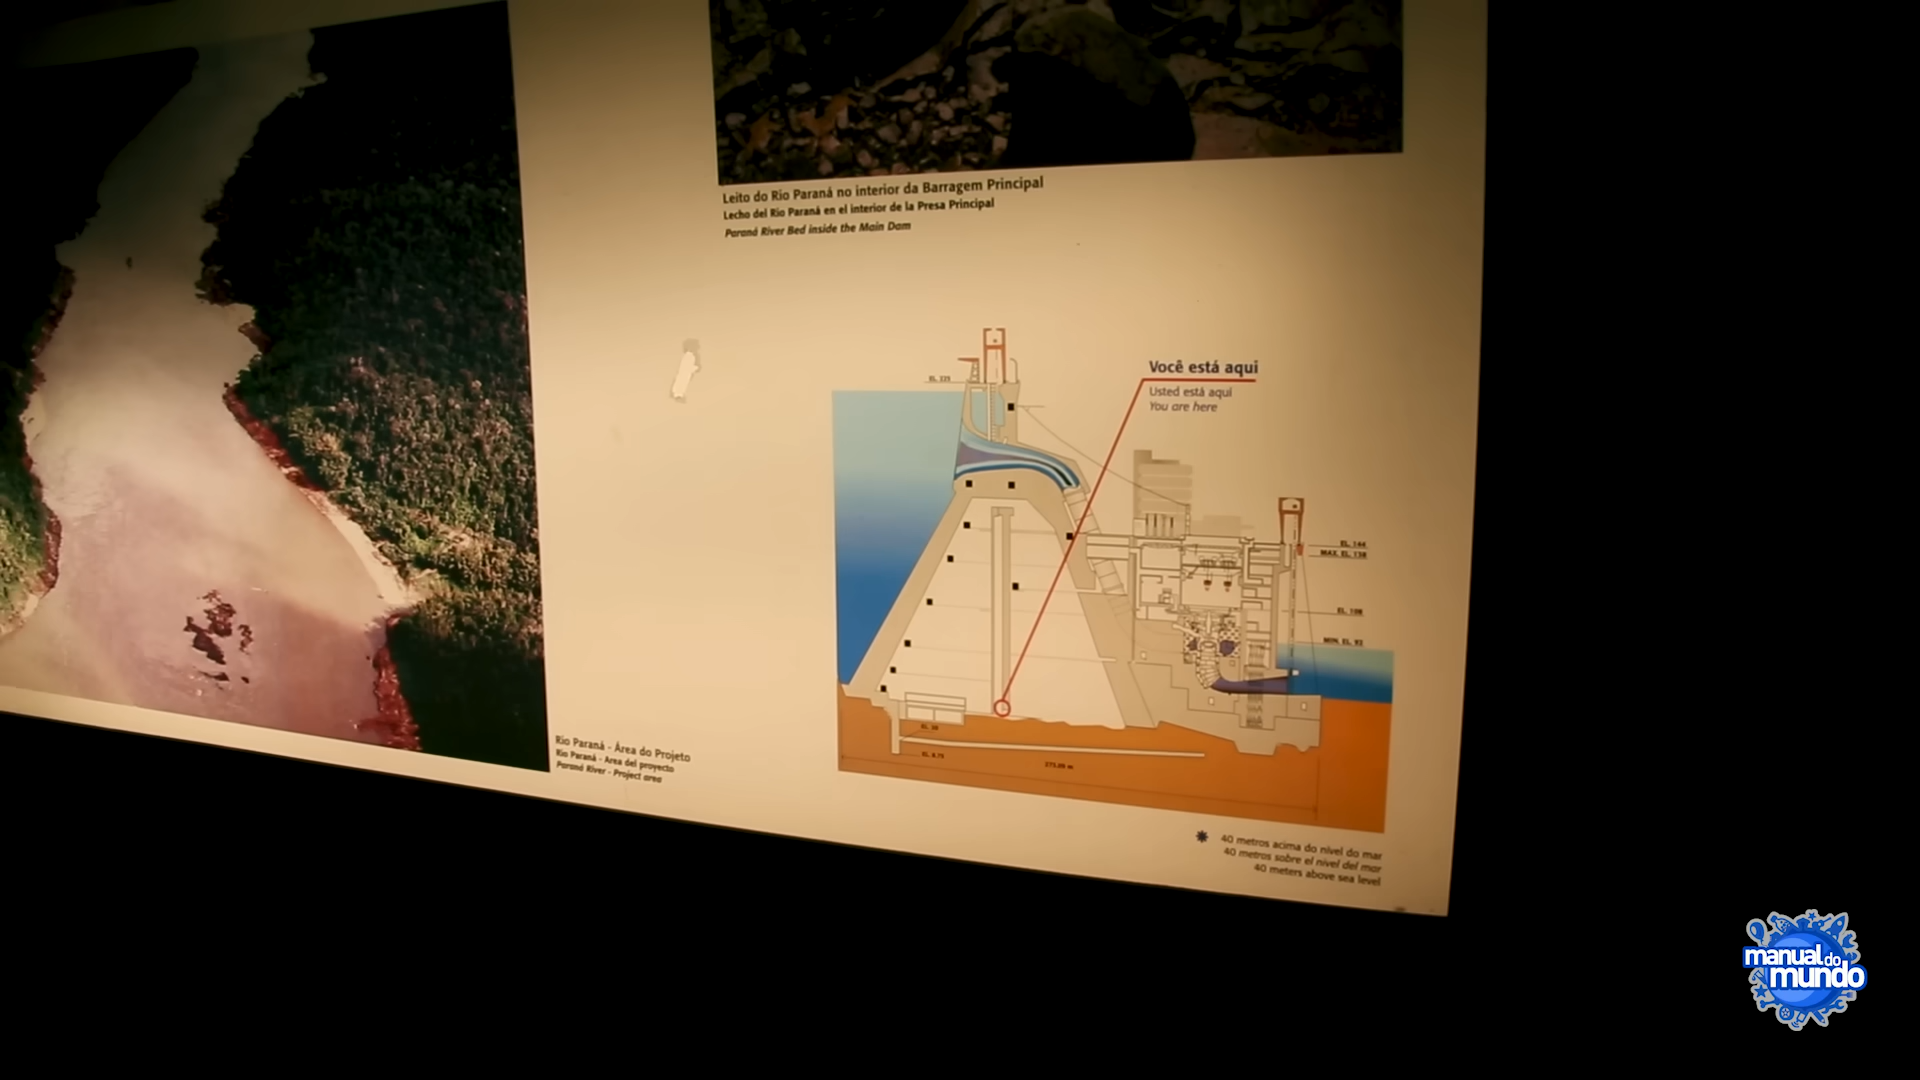 Leito do Rio Paraná no interior da Barragem Principal
Lecho del Rio Paraná en el interior de la Presa Principal
Paraná River Bed inside the Main Dam
Você está aqui
Usted está aqui
You are here
EL. 225
EL. 144
MAX. EL. 138
EL. 108
MIN. EL. 92
Rio Paraná - Área do Projeto
Rio Paraná - Area del proyecto
Paraná River - Project area
40 metros acima do nível do mar
40 metros sobre el nivel del mar
40 meters above sea level
manual do
mundo